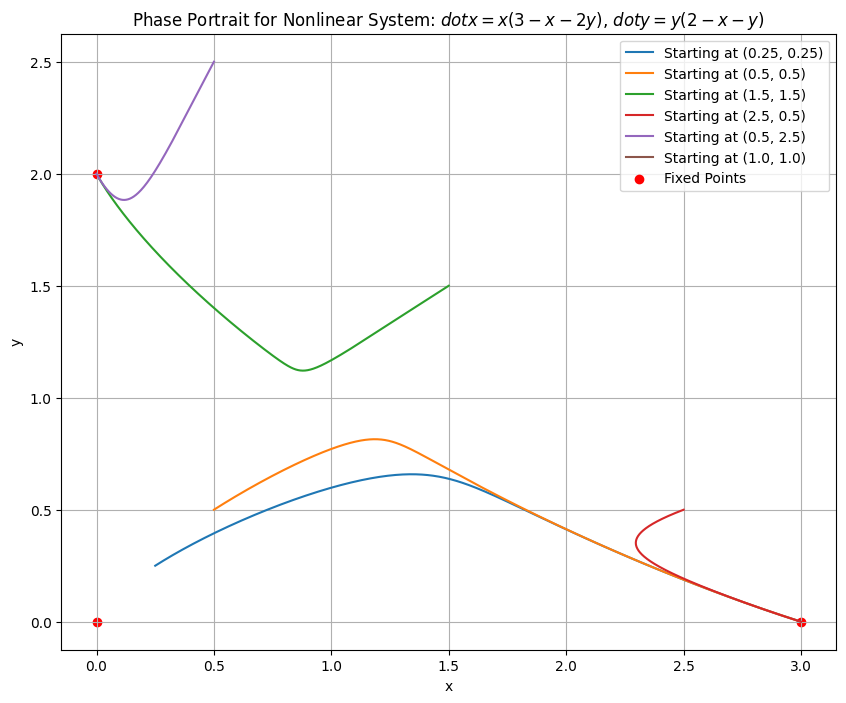 Phase Portrait for Nonlinear System: dotx = x(3 − x − 2y), doty = y(2 − x − y)
Starting at (0.25, 0.25)
Starting at (0.5, 0.5)
Starting at (1.5, 1.5)
Starting at (2.5, 0.5)
Starting at (0.5, 2.5)
Starting at (1.0, 1.0)
Fixed Points
2.5
2.0
1.5
1.0
0.5
0.0
y
0.0 0.5 1.0 1.5 2.0 2.5 3.0
x